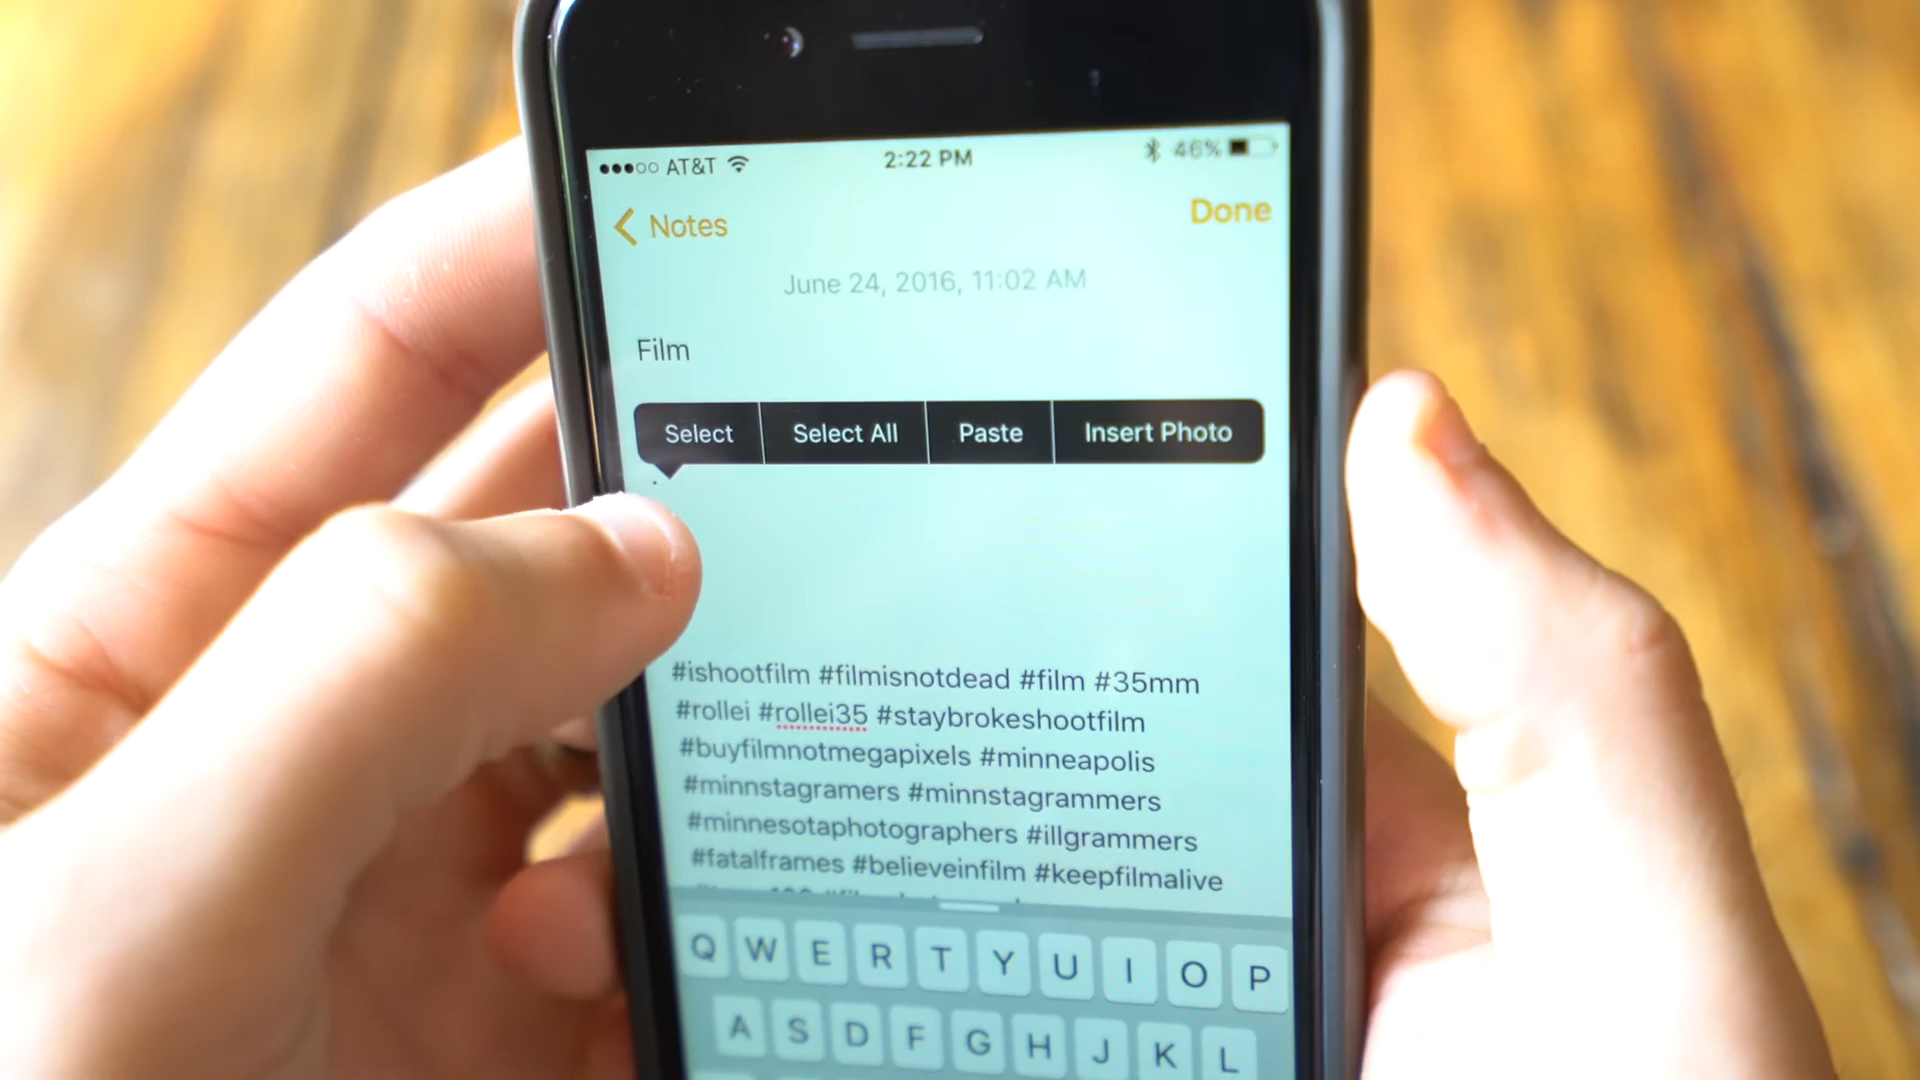 AT&T 2:22 PM 46%
Notes Done
June 24, 2016, 11:02 AM
Film
Select Select All Paste Insert Photo
.
#ishootfilm #filmisnotdead #film #35mm
#rollei #rollei35 #staybrokeshootfilm
#buyfilmnotmegapixels #minneapolis
#minnstagramers #minnstagrammers
#minnesotaphotographers #illgrammers
#fatalframes #believeinfilm #keepfilmalive
Q W E R T Y U I O P
A S D F G H J K L